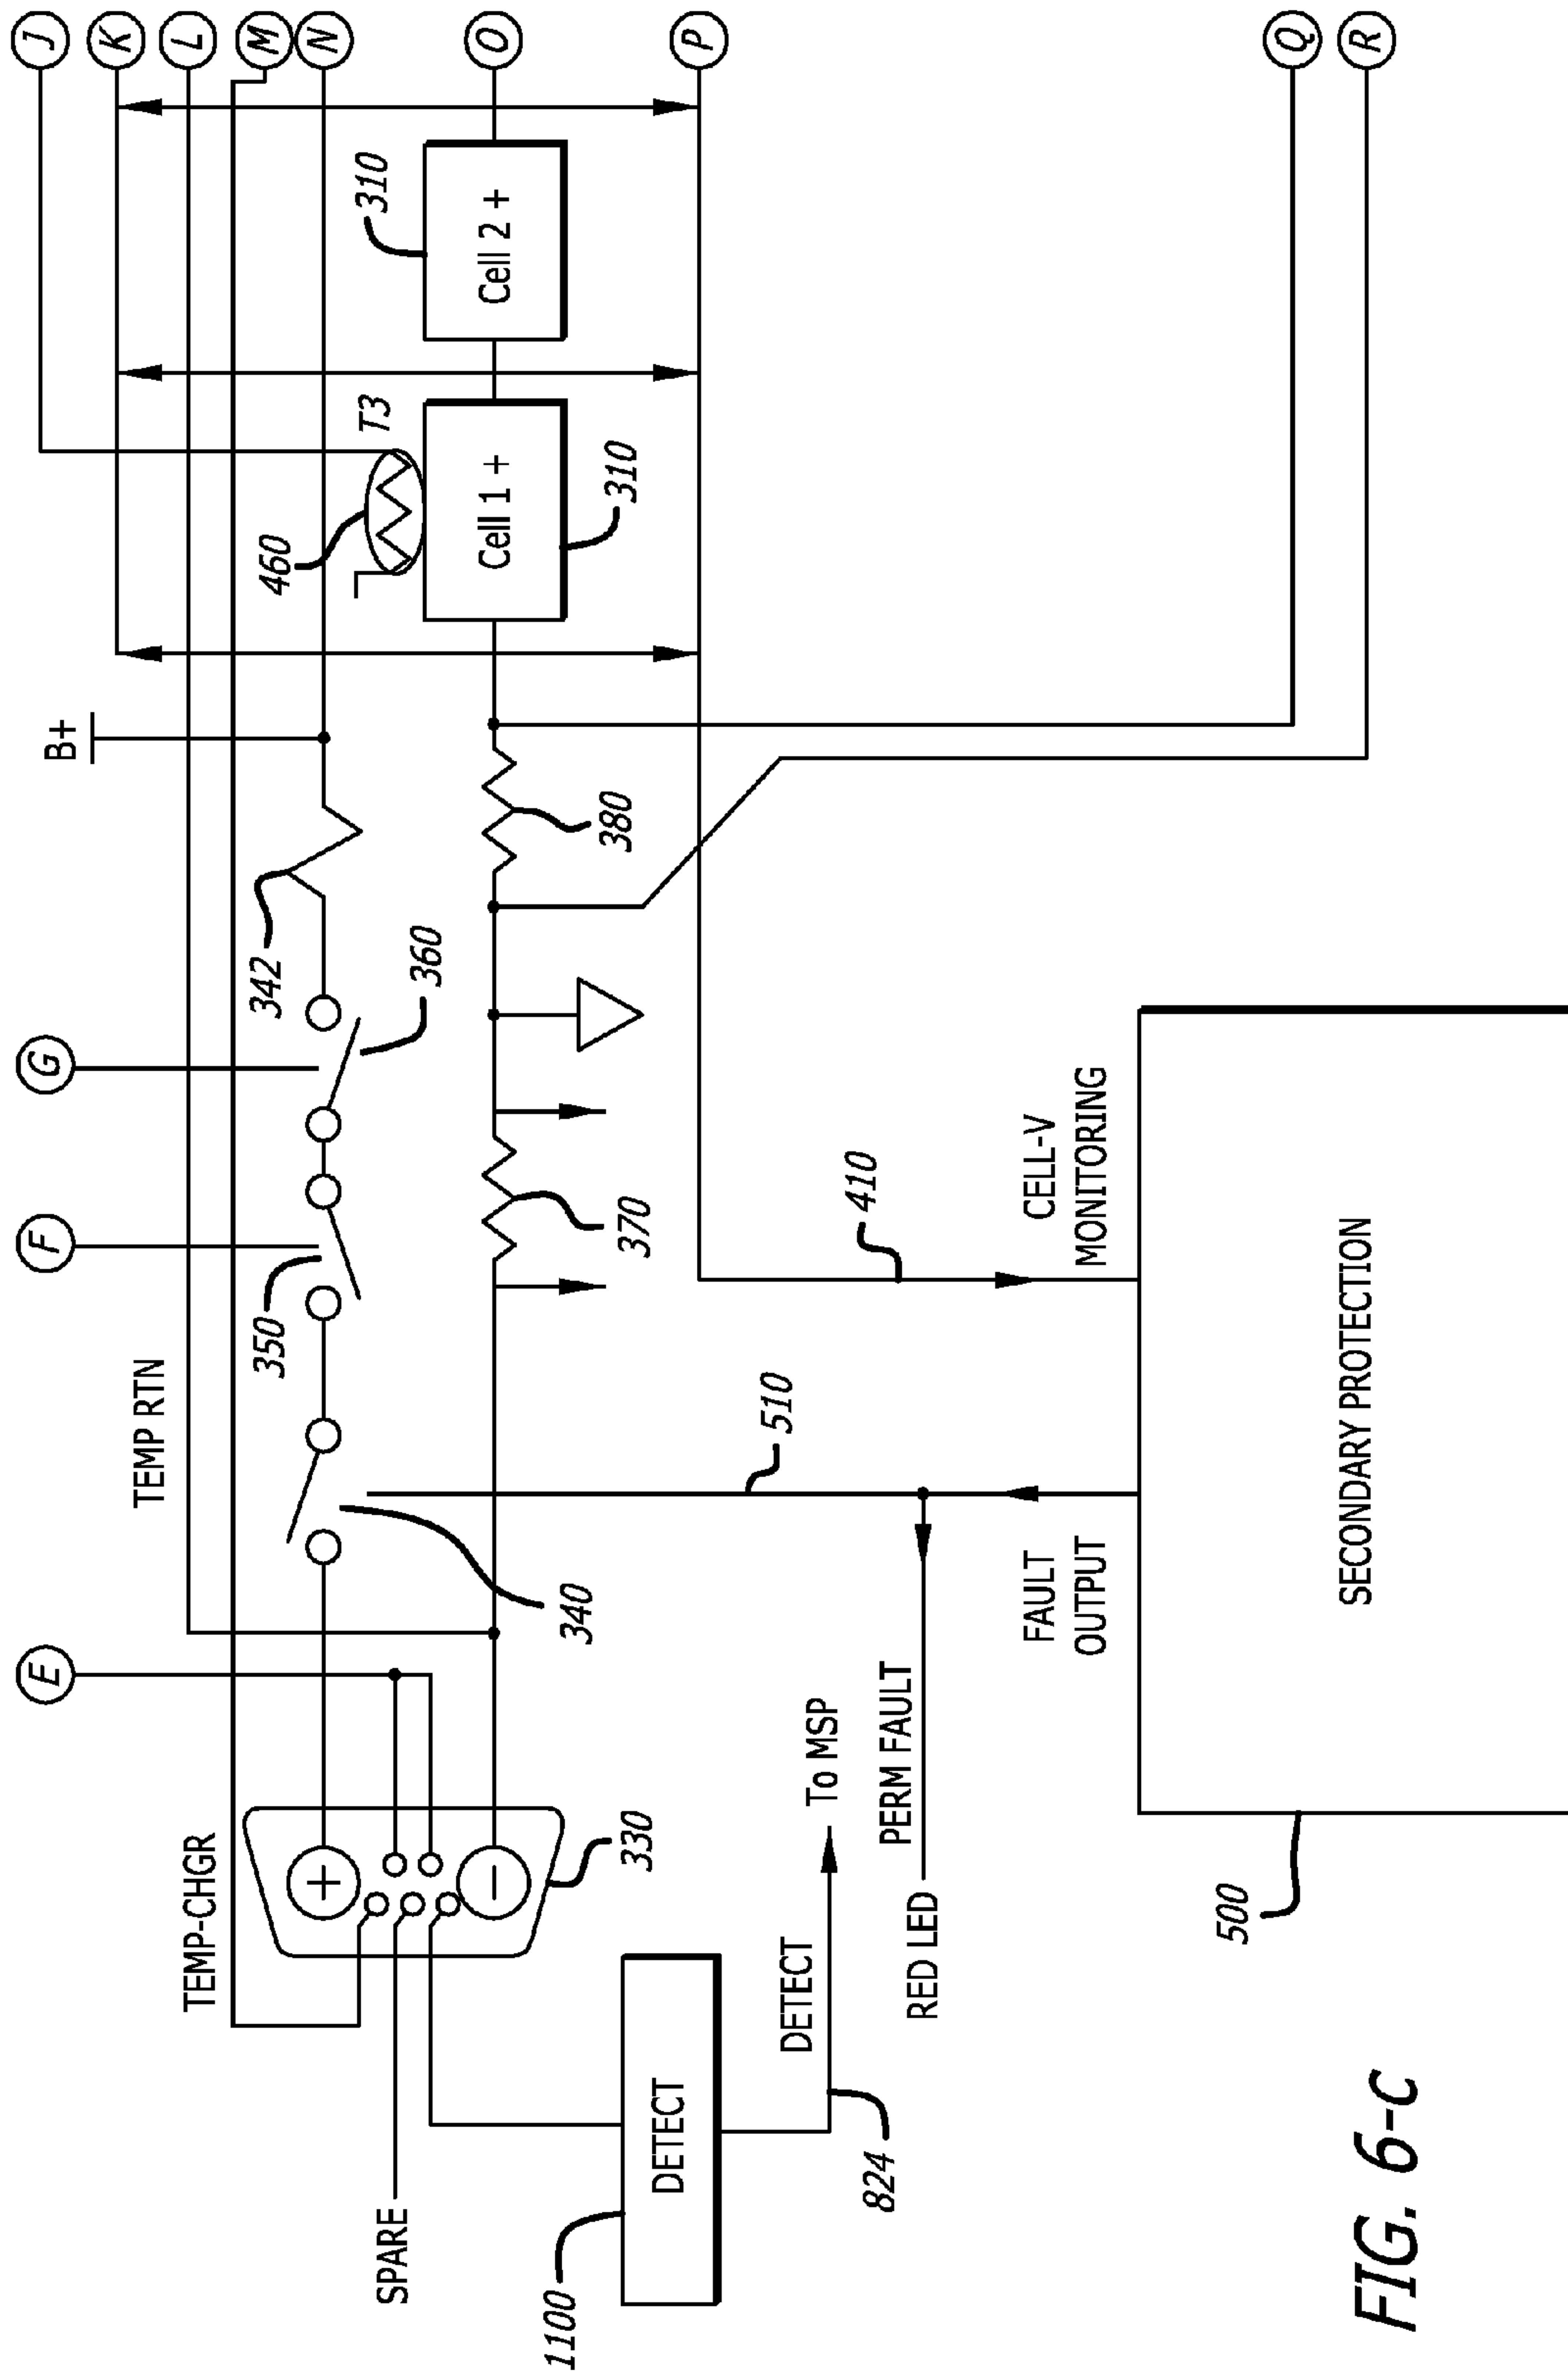 E
F
G
J
K
L
M
N
O
P
Q
R
TEMP-CHGR
TEMP RTN
B+
342
350
360
340
460
T3
310
Cell 1 +
310
Cell 2 +
310
+
-
330
SPARE
370
380
1100
DETECT
DETECT
To MSP
824
PERM FAULT
RED LED
510
410
FAULT
OUTPUT
CELL-V
MONITORING
500
SECONDARY PROTECTION
FIG. 6-C